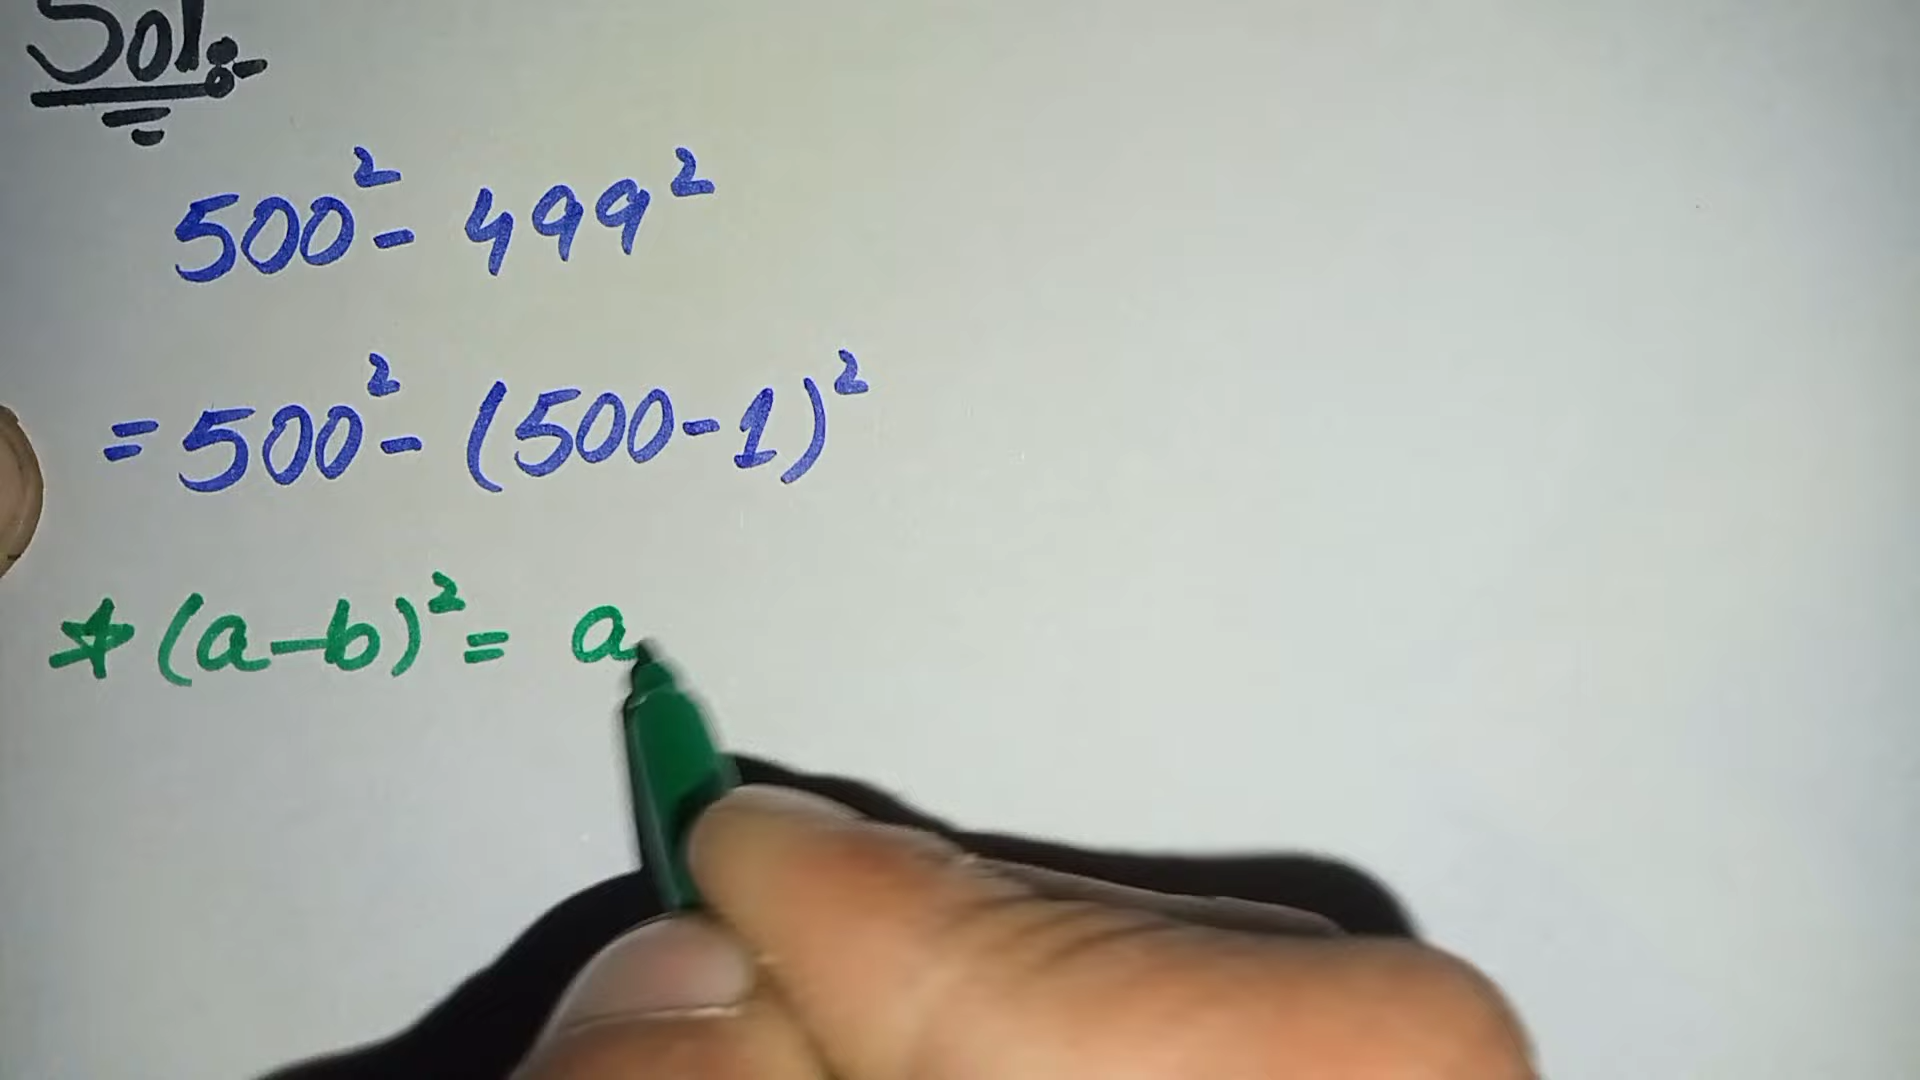 Sol:-
500² - 499²
= 500² - (500-1)²
* (a-b)² = a